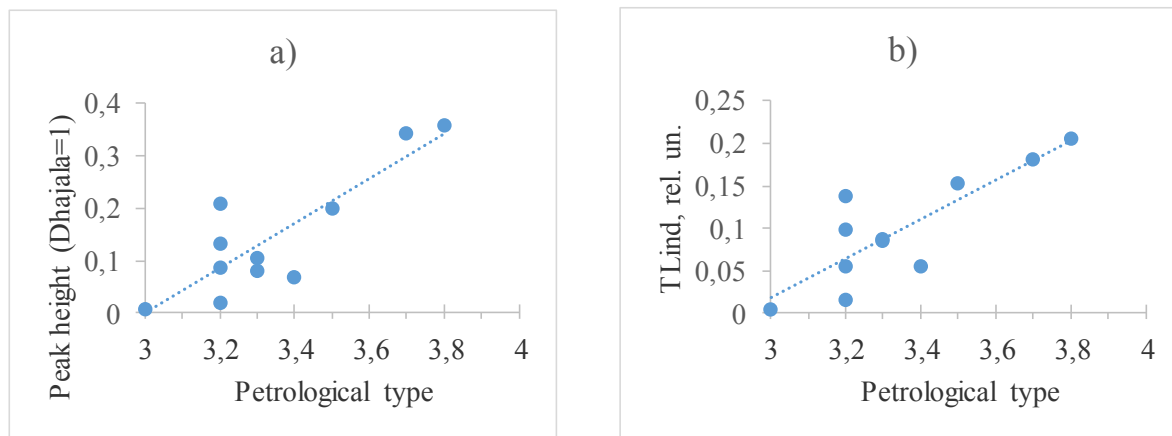 a)
Peak height (Dhajala=1)
0,4
0,3
0,2
0,1
0
3 3,2 3,4 3,6 3,8 4
Petrological type
b)
TLind, rel. un.
0,25
0,2
0,15
0,1
0,05
0
3 3,2 3,4 3,6 3,8 4
Petrological type